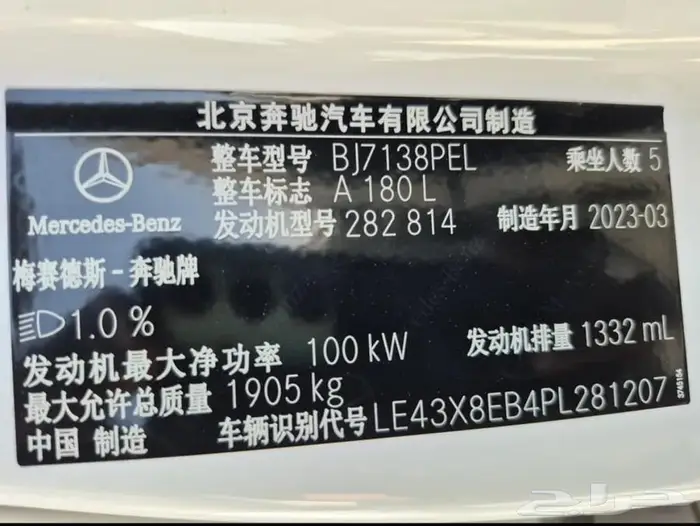 北京奔驰汽车有限公司制造
整车型号 BJ7138PEL 乘坐人数 5
整车标志 A 180 L
发动机型号 282 814 制造年月 2023-03
Mercedes-Benz
梅赛德斯－奔驰牌
1.0 %
发动机最大净功率 100 kW 发动机排量 1332 mL
最大允许总质量 1905 kg
中国 制造 车辆识别代号 LE43X8EB4PL281207
حراج